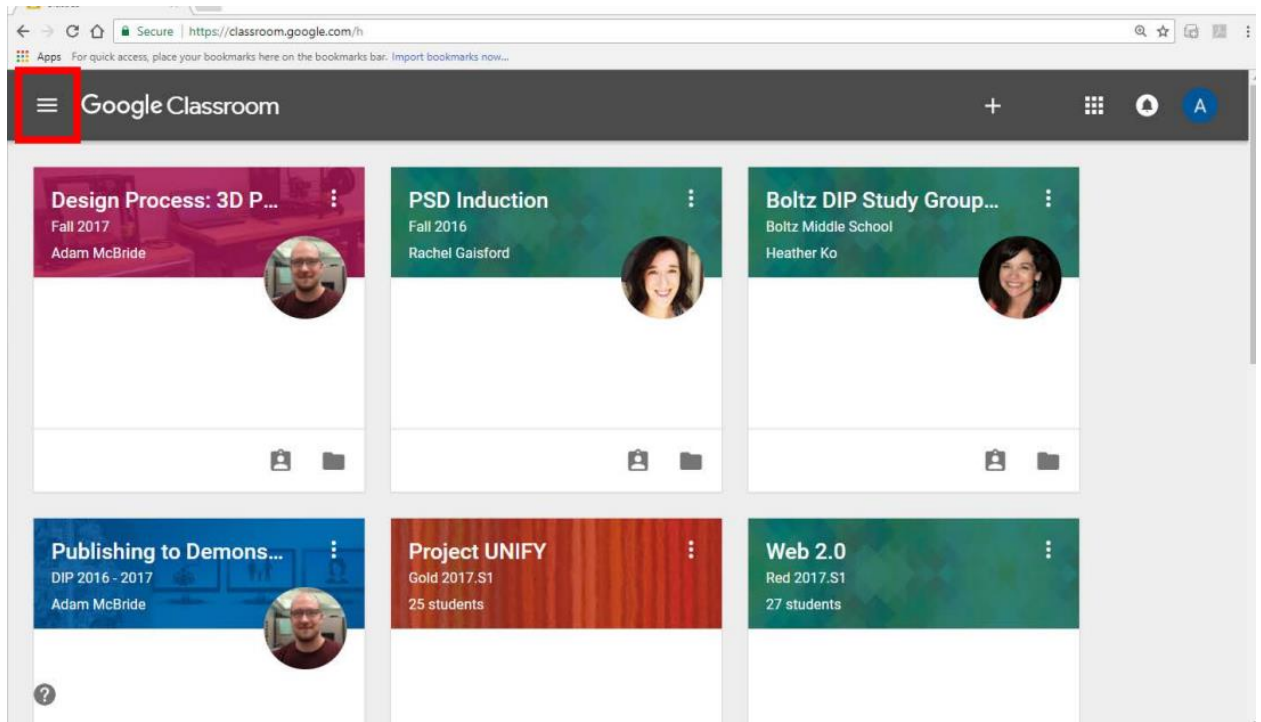 Secure | https://classroom.google.com/h
Apps For quick access, place your bookmarks here on the bookmarks bar. Import bookmarks now...
Google Classroom
A
Design Process: 3D P...
Fall 2017
Adam McBride
PSD Induction
Fall 2016
Rachel Gaisford
Boltz DIP Study Group...
Boltz Middle School
Heather Ko
Publishing to Demons...
DIP 2016 - 2017
Adam McBride
Project UNIFY
Gold 2017.S1
25 students
Web 2.0
Red 2017.S1
27 students